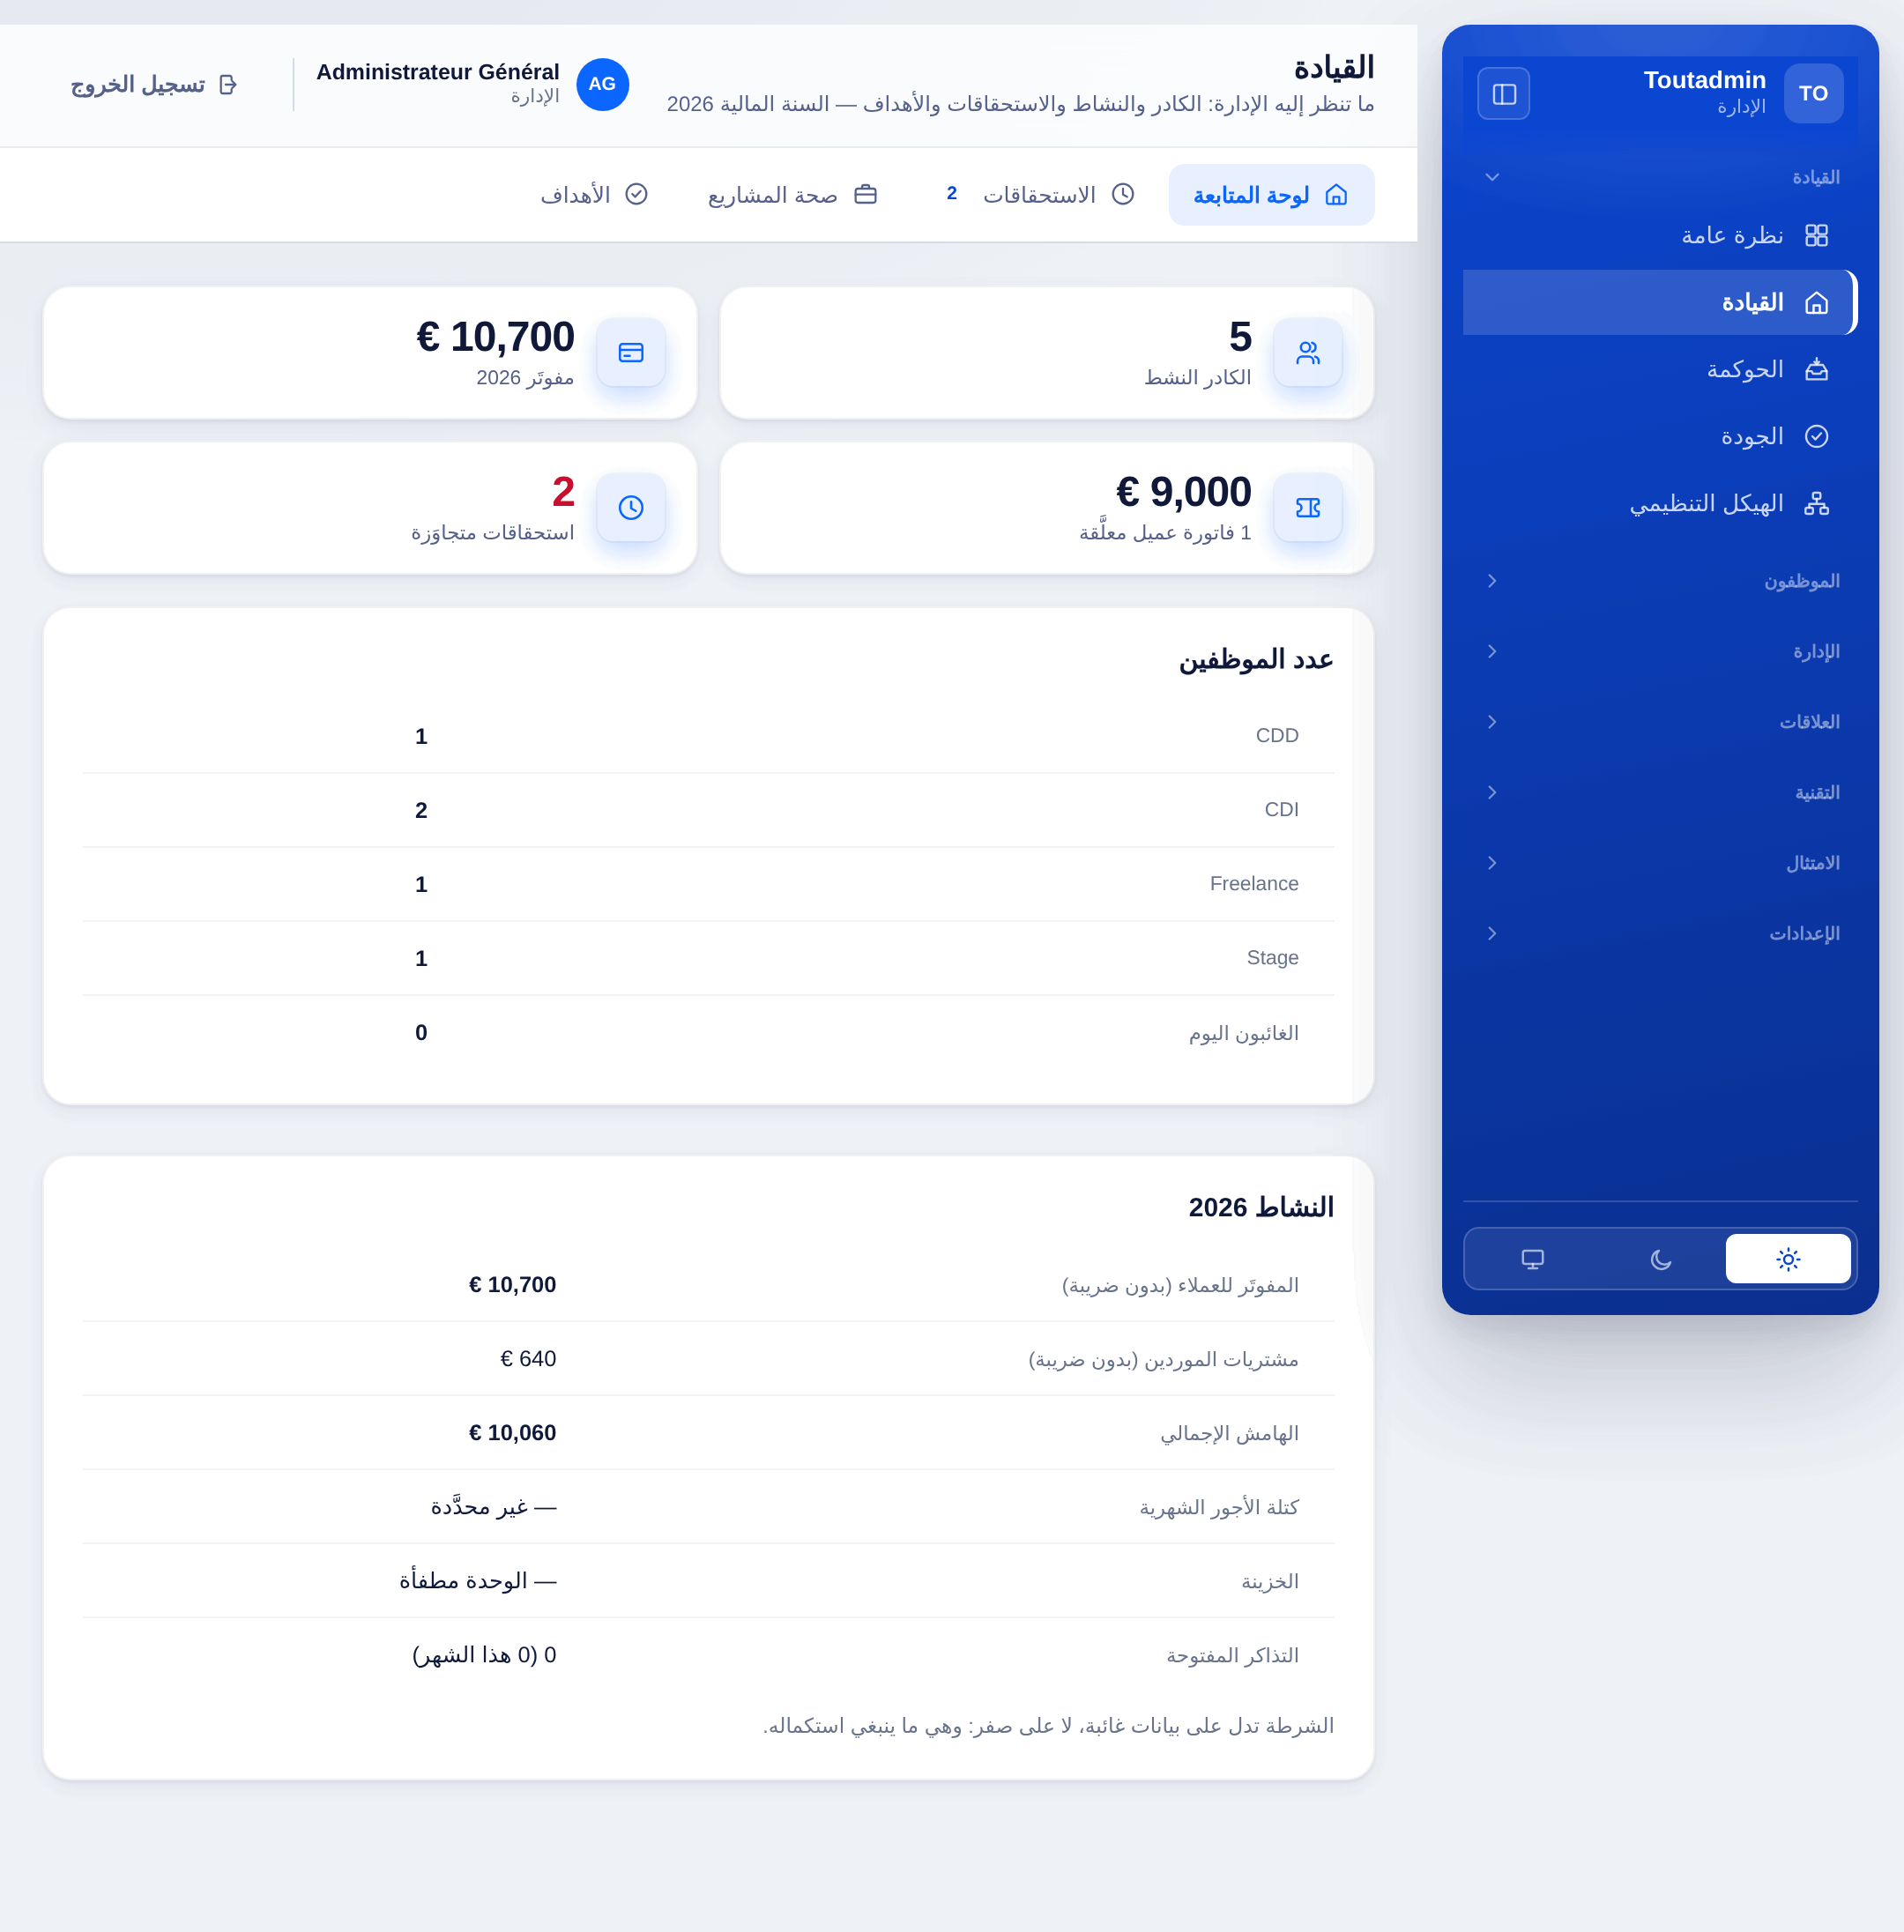 TO
Toutadmin
الإدارة
القيادة
نظرة عامة
القيادة
الحوكمة
الجودة
الهيكل التنظيمي
الموظفون
الإدارة
العلاقات
التقنية
الامتثال
الإعدادات
القيادة
ما تنظر إليه الإدارة: الكادر والنشاط والاستحقاقات والأهداف — السنة المالية 2026
AG
Administrateur Général
الإدارة
تسجيل الخروج
لوحة المتابعة
الاستحقاقات 2
صحة المشاريع
الأهداف
5
الكادر النشط
10,700 €
مفوتَر 2026
9,000 €
1 فاتورة عميل معلَّقة
2
استحقاقات متجاوَزة
عدد الموظفين
CDD 1
CDI 2
Freelance 1
Stage 1
الغائبون اليوم 0
النشاط 2026
المفوتَر للعملاء (بدون ضريبة) 10,700 €
مشتريات الموردين (بدون ضريبة) 640 €
الهامش الإجمالي 10,060 €
كتلة الأجور الشهرية — غير محدَّدة
الخزينة — الوحدة مطفأة
التذاكر المفتوحة 0 (0 هذا الشهر)
الشرطة تدل على بيانات غائبة، لا على صفر: وهي ما ينبغي استكماله.